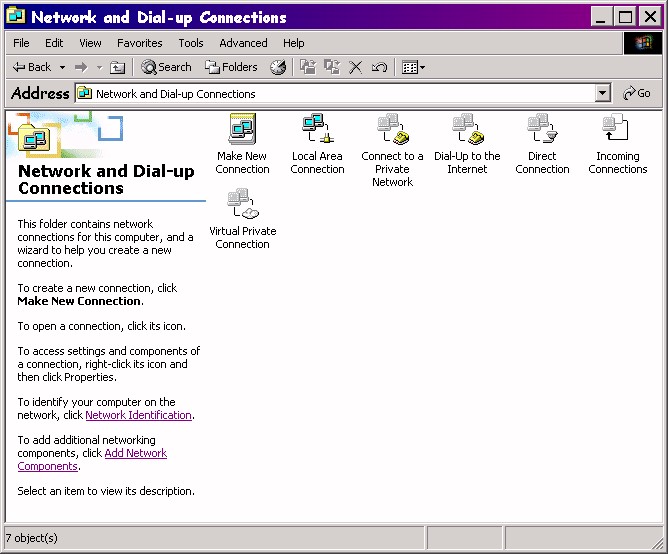 Network and Dial-up Connections
File Edit View Favorites Tools Advanced Help
Back Search Folders
Address Network and Dial-up Connections Go
Network and Dial-up
Connections
This folder contains network
connections for this computer, and a
wizard to help you create a new
connection.
To create a new connection, click
Make New Connection.
To open a connection, click its icon.
To access settings and components of
a connection, right-click its icon and
then click Properties.
To identify your computer on the
network, click Network Identification.
To add additional networking
components, click Add Network
Components.
Select an item to view its description.
Make New
Connection
Local Area
Connection
Connect to a
Private
Network
Dial-Up to the
Internet
Direct
Connection
Incoming
Connections
Virtual Private
Connection
7 object(s)